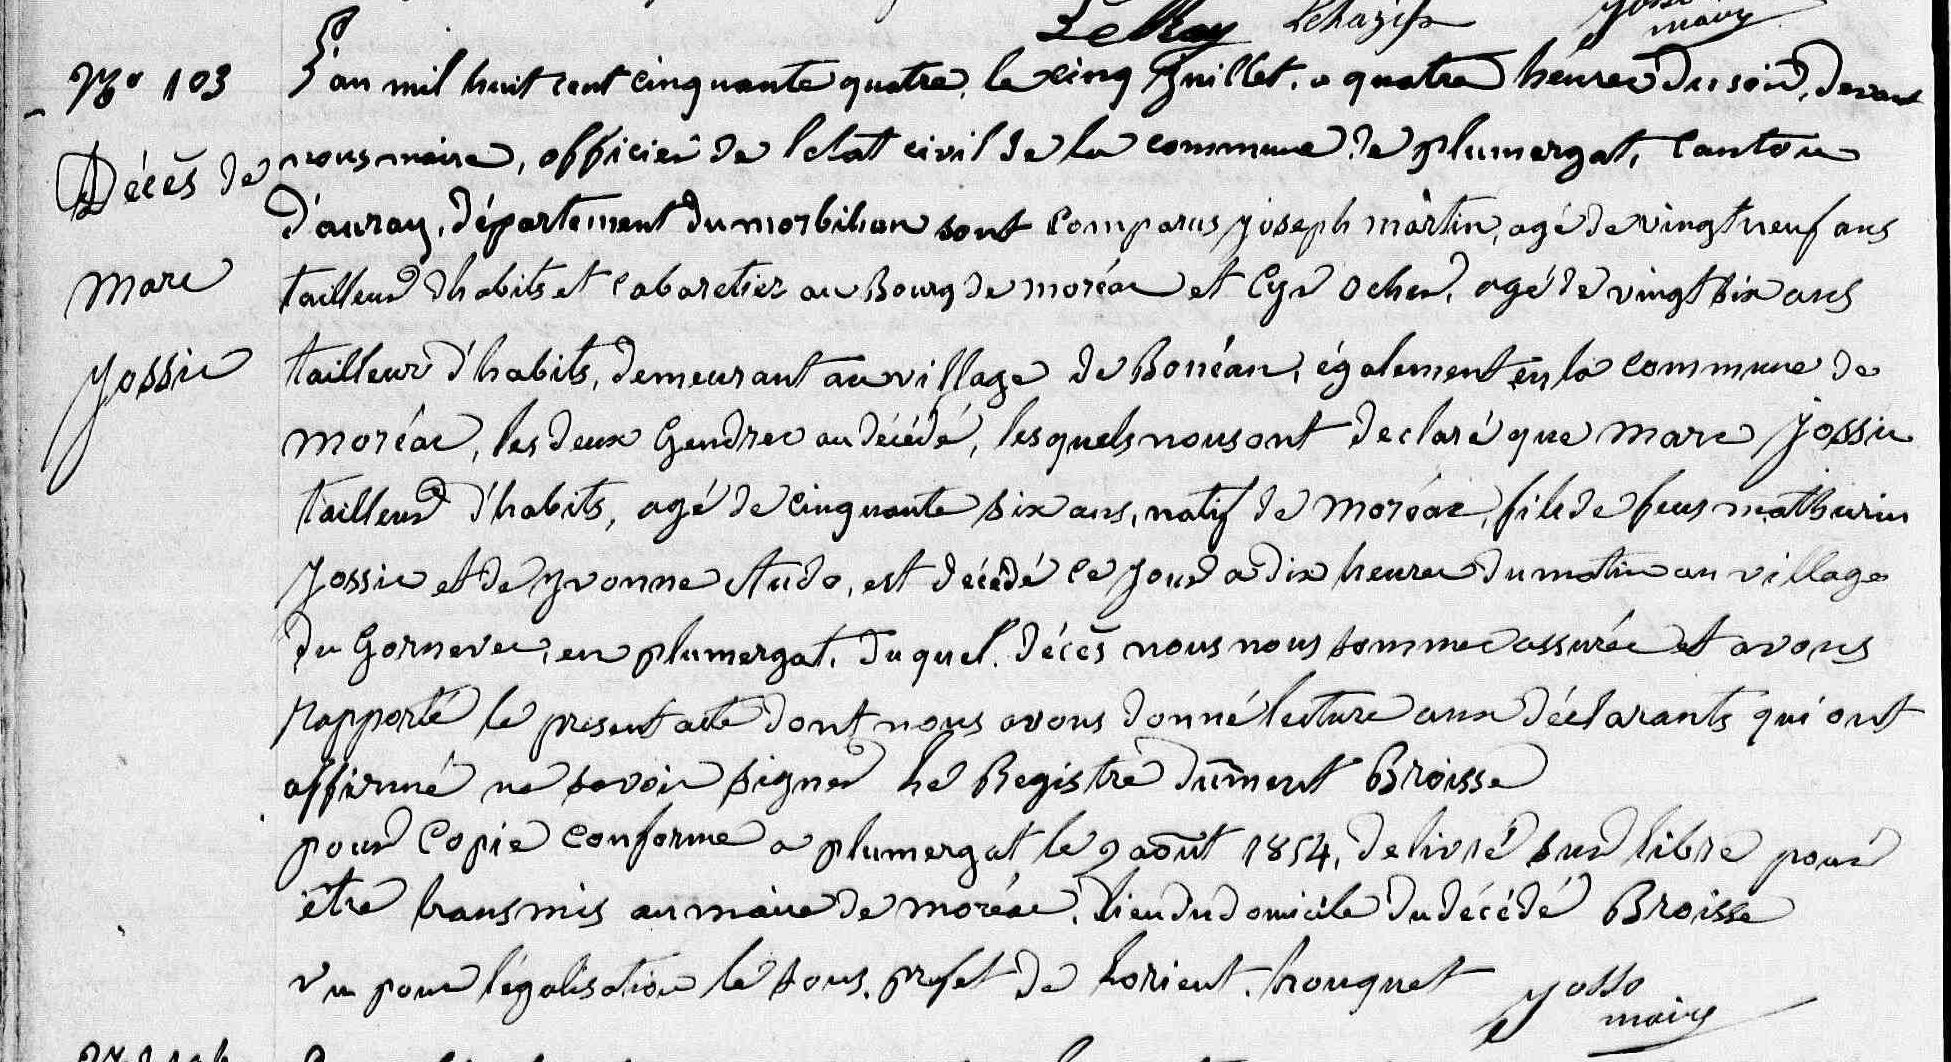 Le Ray Lehazif Josso
maire
No 103
Décès de
Marc
Jossic
L'an mil huit cent cinquante quatre, le cinq Juillet, a quatre heures du soir, devant
nous maire, officier de l'etat civil de la commune de plumergat, canton
d'auray, département du morbihan sont comparus Joseph martin, agé de vingt neuf ans
tailleur d'habits et cabaretier au Bourg de moréac et Cyr ocher, agé de vingt six ans
tailleur d'habits, demeurant au village de Bonéan, également en la commune de
moréac, les deux Gendres au décédé, lesquels nous ont declaré que marc Jossic
tailleur d'habits, agé de cinquante six ans, natif de moréac, fils de feus mathurin
Jossic et de yvonne Audo, est décédé ce jour a dix heures du matin au village
du Gornevec, en plumergat. Duquel décès nous nous sommes assurés et avons
rapporté le present acte dont nous avons donné lecture aux déclarants qui ont
affirmé ne savoir signer le Registre dûment Broisse
pour copie conforme a plumergat le 9 août 1854, delivré sur libre pour
être transmis au maire de moréac, lieu du domicile du décédé Broisse
vu pour légalisation le sous. préfet de Lorient. houquet
Josso
maire